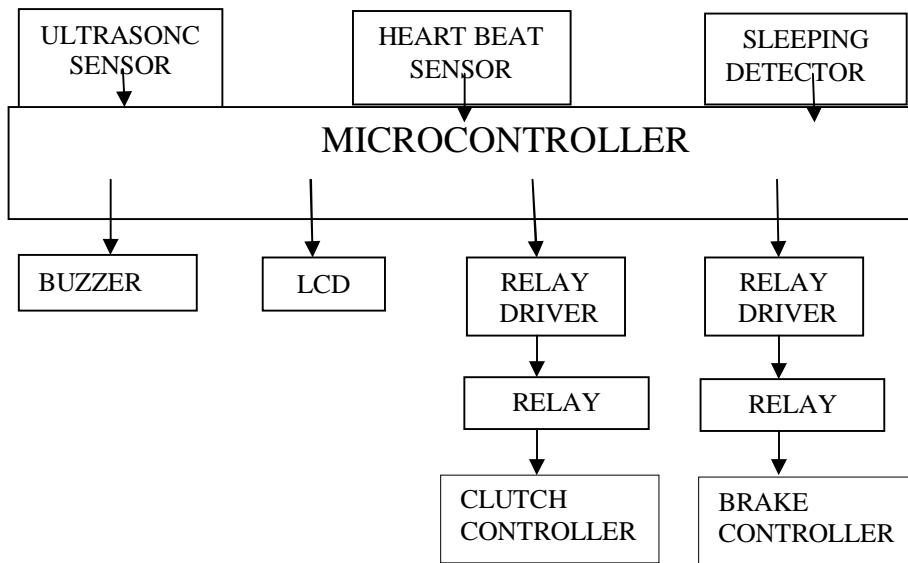 ULTRASONC
SENSOR
HEART BEAT
SENSOR
SLEEPING
DETECTOR
MICROCONTROLLER
BUZZER
LCD
RELAY
DRIVER
RELAY
DRIVER
RELAY
RELAY
CLUTCH
CONTROLLER
BRAKE
CONTROLLER